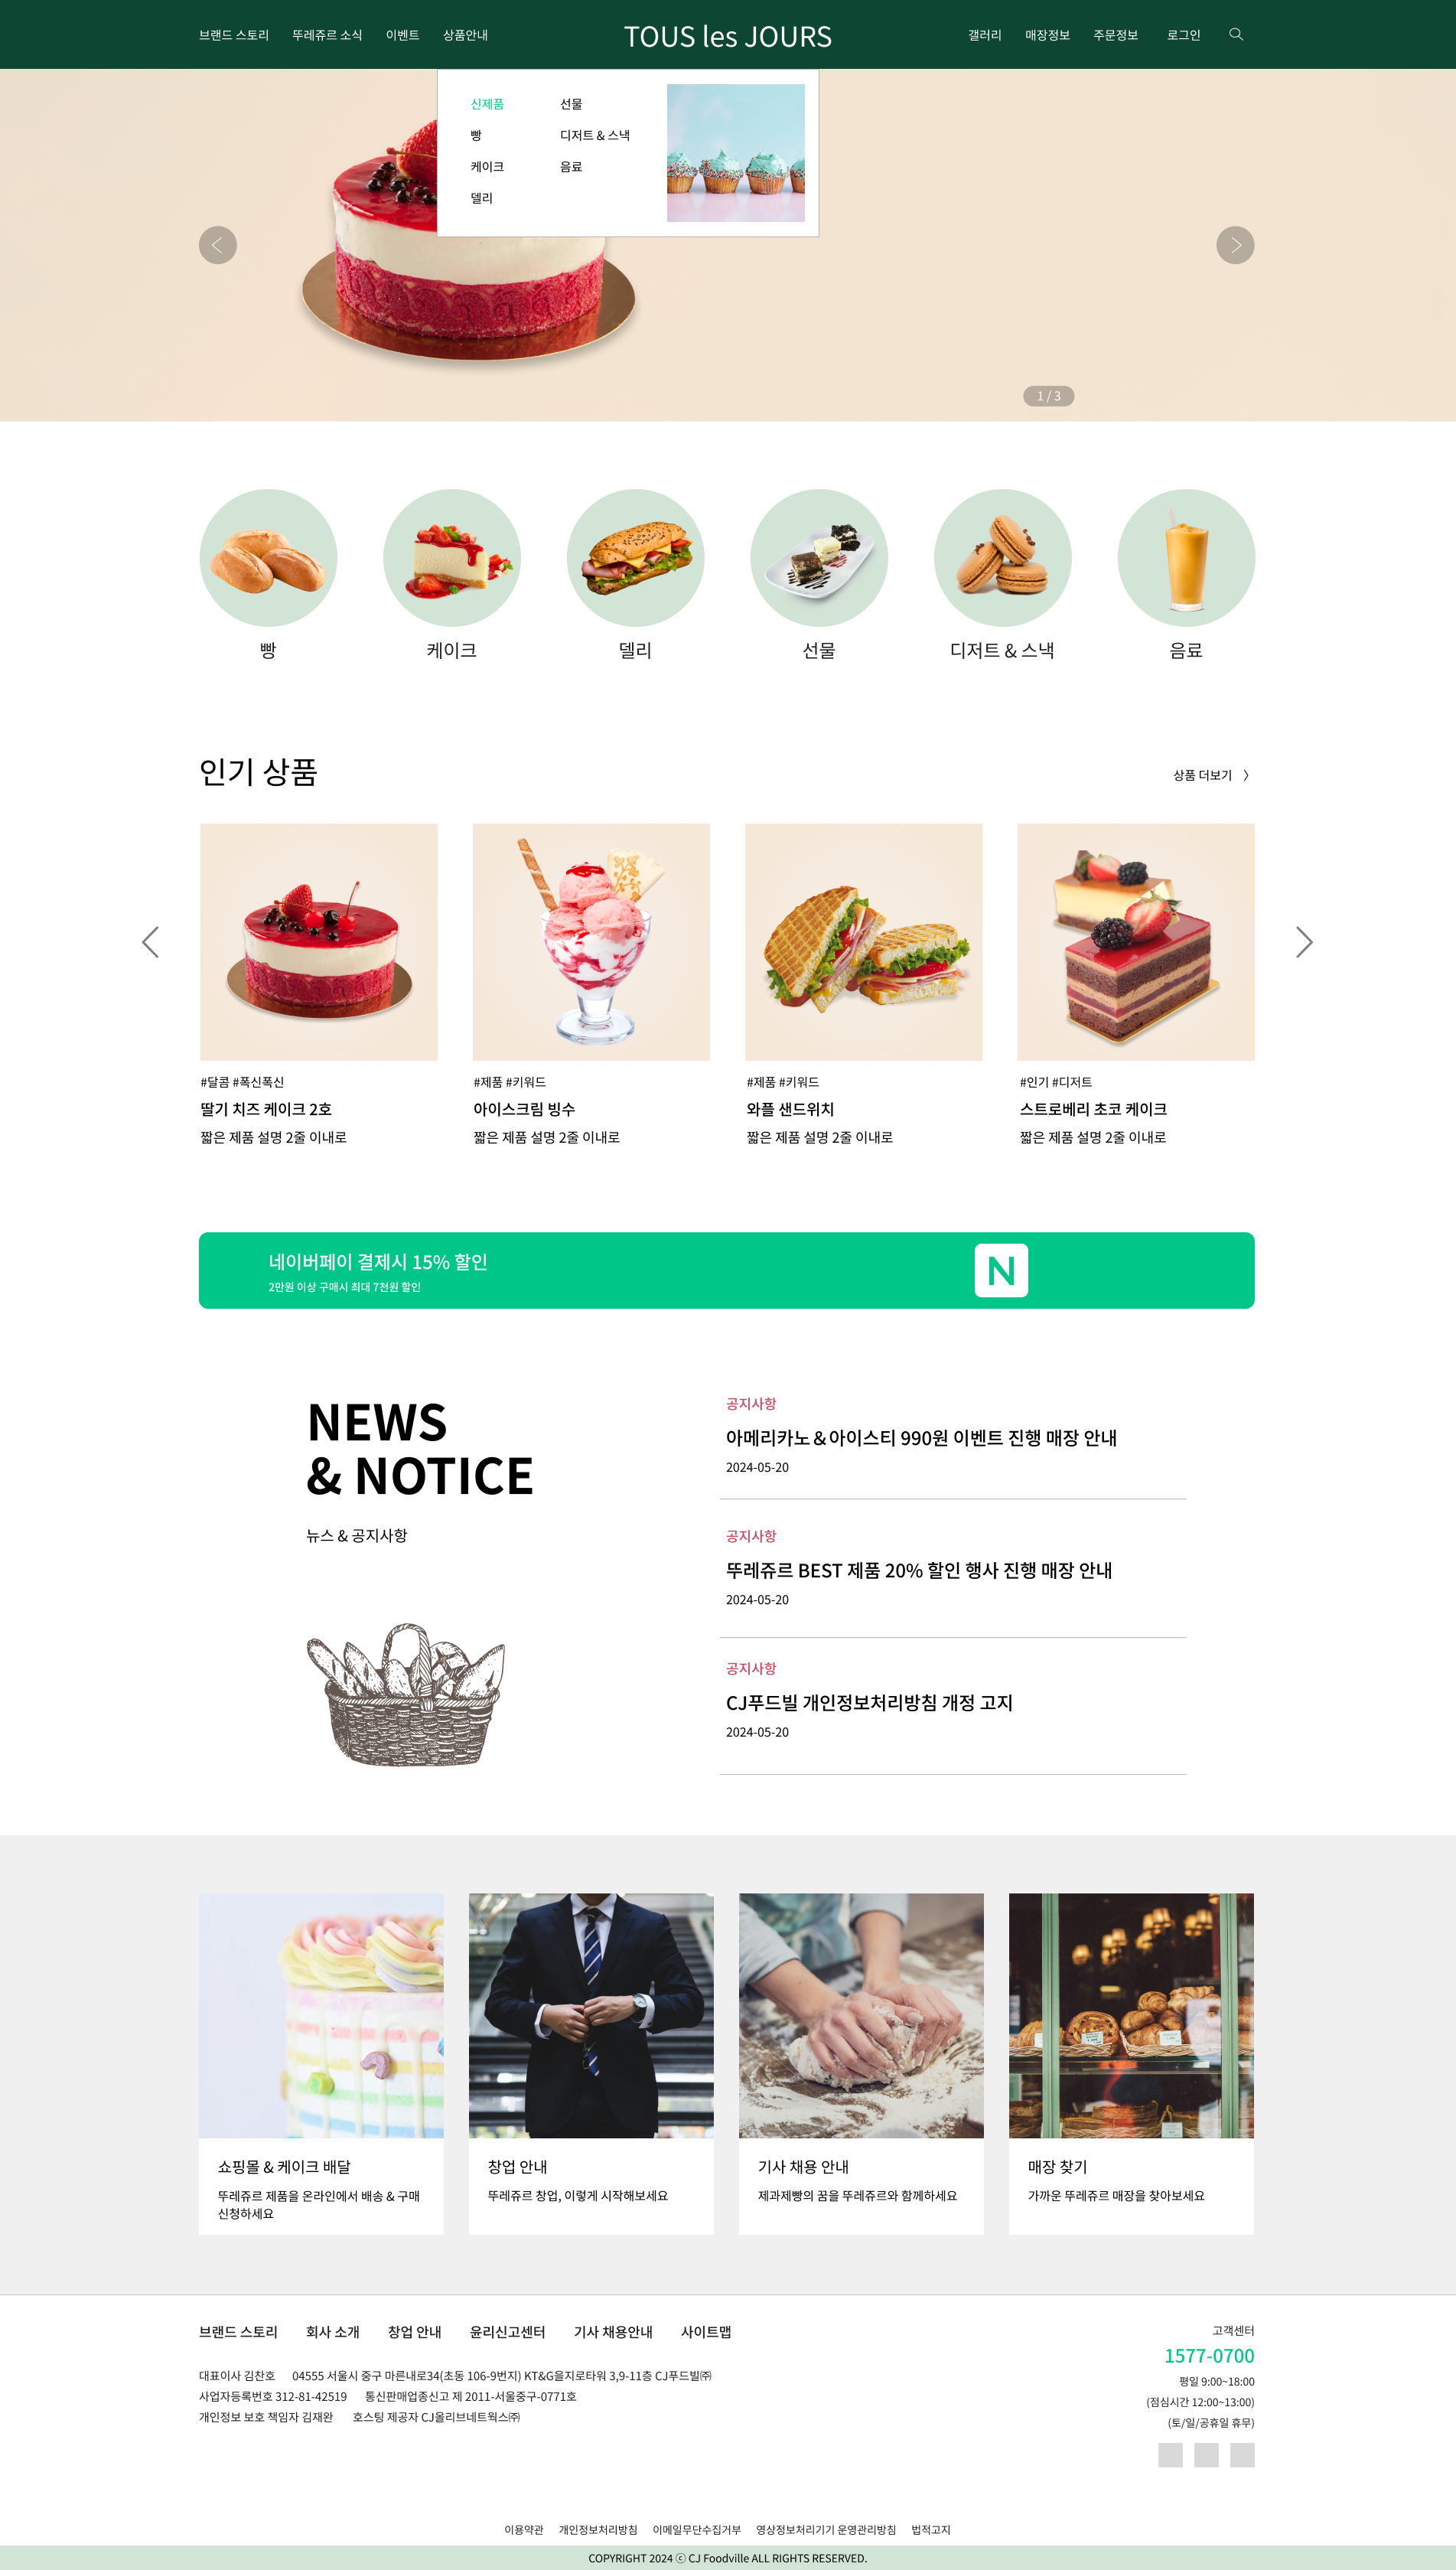 브랜드 스토리 뚜레쥬르 소식 이벤트 상품안내 TOUS les JOURS 갤러리 매장정보 주문정보 로그인
신제품 선물
빵 디저트 & 스낵
케이크 음료
델리
1 / 3
빵 케이크 델리 선물 디저트 & 스낵 음료
인기 상품
상품 더보기
#달콤 #폭신폭신
딸기 치즈 케이크 2호
짧은 제품 설명 2줄 이내로
#제품 #키워드
아이스크림 빙수
짧은 제품 설명 2줄 이내로
#제품 #키워드
와플 샌드위치
짧은 제품 설명 2줄 이내로
#인기 #디저트
스트로베리 초코 케이크
짧은 제품 설명 2줄 이내로
네이버페이 결제시 15% 할인
2만원 이상 구매시 최대 7천원 할인
N
NEWS
& NOTICE
뉴스 & 공지사항
공지사항
아메리카노＆아이스티 990원 이벤트 진행 매장 안내
2024-05-20
공지사항
뚜레쥬르 BEST 제품 20% 할인 행사 진행 매장 안내
2024-05-20
공지사항
CJ푸드빌 개인정보처리방침 개정 고지
2024-05-20
쇼핑몰 & 케이크 배달
뚜레쥬르 제품을 온라인에서 배송 & 구매
신청하세요
창업 안내
뚜레쥬르 창업, 이렇게 시작해보세요
기사 채용 안내
제과제빵의 꿈을 뚜레쥬르와 함께하세요
매장 찾기
가까운 뚜레쥬르 매장을 찾아보세요
브랜드 스토리 회사 소개 창업 안내 윤리신고센터 기사 채용안내 사이트맵
대표이사 김찬호 04555 서울시 중구 마른내로34(초동 106-9번지) KT&G을지로타워 3,9-11층 CJ푸드빌㈜
사업자등록번호 312-81-42519 통신판매업종신고 제 2011-서울중구-0771호
개인정보 보호 책임자 김재완 호스팅 제공자 CJ올리브네트웍스㈜
고객센터
1577-0700
평일 9:00~18:00
(점심시간 12:00~13:00)
(토/일/공휴일 휴무)
이용약관 개인정보처리방침 이메일무단수집거부 영상정보처리기기 운영관리방침 법적고지
COPYRIGHT 2024 ⓒ CJ Foodville ALL RIGHTS RESERVED.